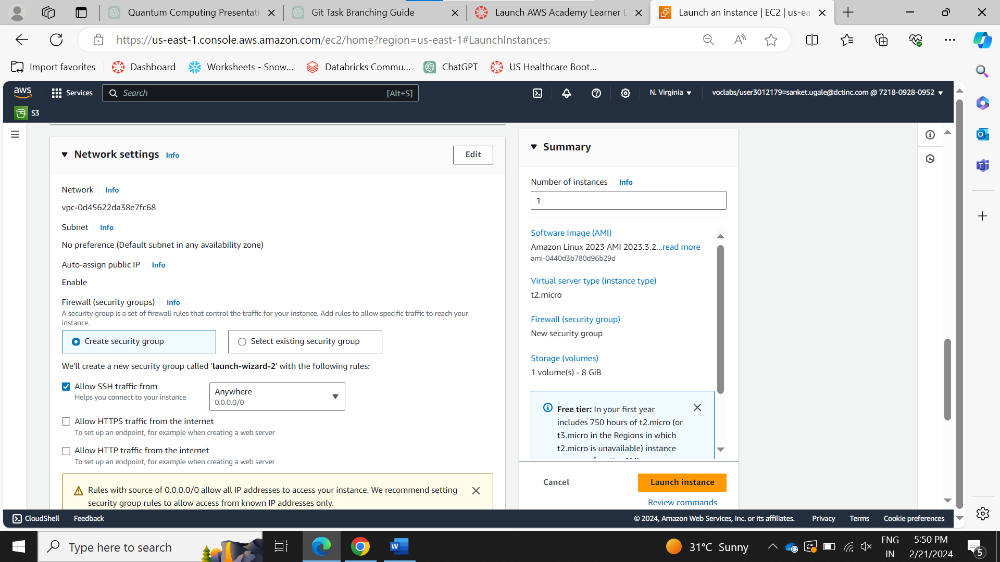 Quantum Computing Presentati
Git Task Branching Guide
Launch AWS Academy Learner L
Launch an instance | EC2 | us-ea
https://us-east-1.console.aws.amazon.com/ec2/home?region=us-east-1#LaunchInstances:
Import favorites
Dashboard
Worksheets - Snow...
Databricks Commu...
ChatGPT
US Healthcare Boot...
aws
Services
Search
[Alt+S]
N. Virginia
voclabs/user3012179=sanket.ugale@dctinc.com @ 7218-0928-0952
S3
Network settings Info
Edit
Network Info
vpc-0d45622da38e7fc68
Subnet Info
No preference (Default subnet in any availability zone)
Auto-assign public IP Info
Enable
Firewall (security groups) Info
A security group is a set of firewall rules that control the traffic for your instance. Add rules to allow specific traffic to reach your
instance.
Create security group
Select existing security group
We'll create a new security group called 'launch-wizard-2' with the following rules:
Allow SSH traffic from
Helps you connect to your instance
Anywhere
0.0.0.0/0
Allow HTTPS traffic from the internet
To set up an endpoint, for example when creating a web server
Allow HTTP traffic from the internet
To set up an endpoint, for example when creating a web server
Rules with source of 0.0.0.0/0 allow all IP addresses to access your instance. We recommend setting
security group rules to allow access from known IP addresses only.
Summary
Number of instances Info
1
Software Image (AMI)
Amazon Linux 2023 AMI 2023.3.2...read more
ami-0440d3b780d96b29d
Virtual server type (instance type)
t2.micro
Firewall (security group)
New security group
Storage (volumes)
1 volume(s) - 8 GiB
Free tier: In your first year
includes 750 hours of t2.micro (or
t3.micro in the Regions in which
t2.micro is unavailable) instance
Cancel
Launch instance
Review commands
CloudShell
Feedback
© 2024, Amazon Web Services, Inc. or its affiliates.
Privacy
Terms
Cookie preferences
Type here to search
31°C Sunny
ENG
IN
5:50 PM
2/21/2024
5